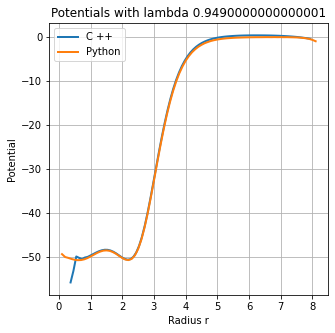 Potentials with lambda 0.9490000000000001
C ++
Python
0
−10
−20
−30
−40
−50
Potential
0 1 2 3 4 5 6 7 8
Radius r